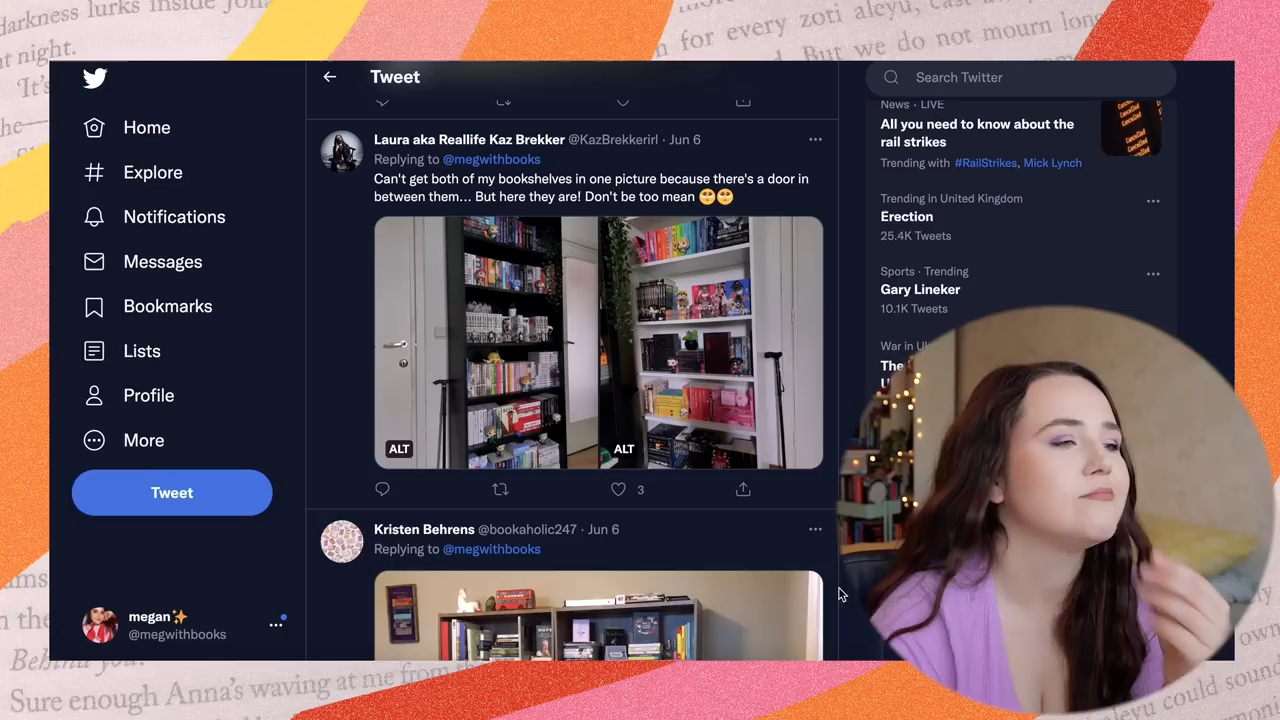 darkness lurks inside
at night.
"It's
he—
for every zoti aleyu, cast
But we do not mourn long
Home
Explore
Notifications
Messages
Bookmarks
Lists
Profile
More
Tweet
megan✨
@megwithbooks
Tweet
Laura aka Reallife Kaz Brekker @KazBrekkerirl · Jun 6
Replying to @megwithbooks
Can't get both of my bookshelves in one picture because there's a door in
between them... But here they are! Don't be too mean 🥺🥺
ALT
ALT
3
Kristen Behrens @bookaholic247 · Jun 6
Replying to @megwithbooks
Search Twitter
News · LIVE
All you need to know about the
rail strikes
Trending with #RailStrikes, Mick Lynch
Cancelled
Cancelled
Cancelled
Trending in United Kingdom
Erection
25.4K Tweets
Sports · Trending
Gary Lineker
10.1K Tweets
War in
The
Behind you.
Sure enough Anna's waving at me from
aleyu could